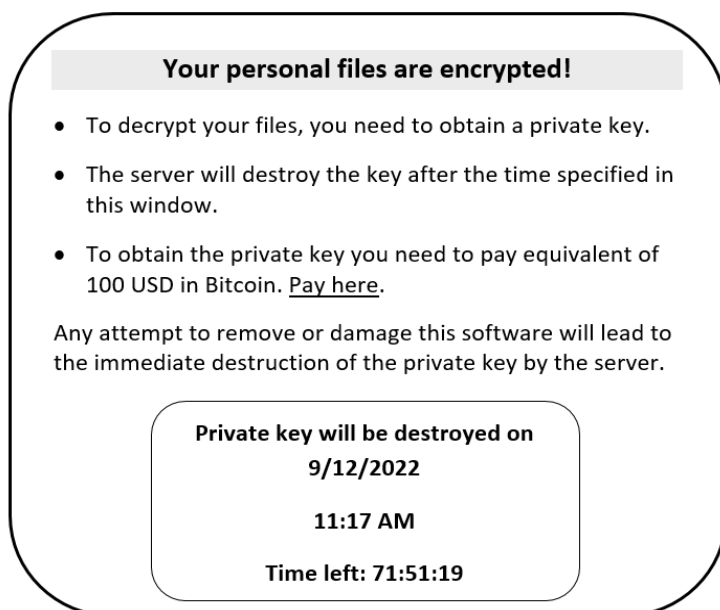 Your personal files are encrypted!
• To decrypt your files, you need to obtain a private key.
• The server will destroy the key after the time specified in
this window.
• To obtain the private key you need to pay equivalent of
100 USD in Bitcoin. Pay here.
Any attempt to remove or damage this software will lead to
the immediate destruction of the private key by the server.
Private key will be destroyed on
9/12/2022
11:17 AM
Time left: 71:51:19